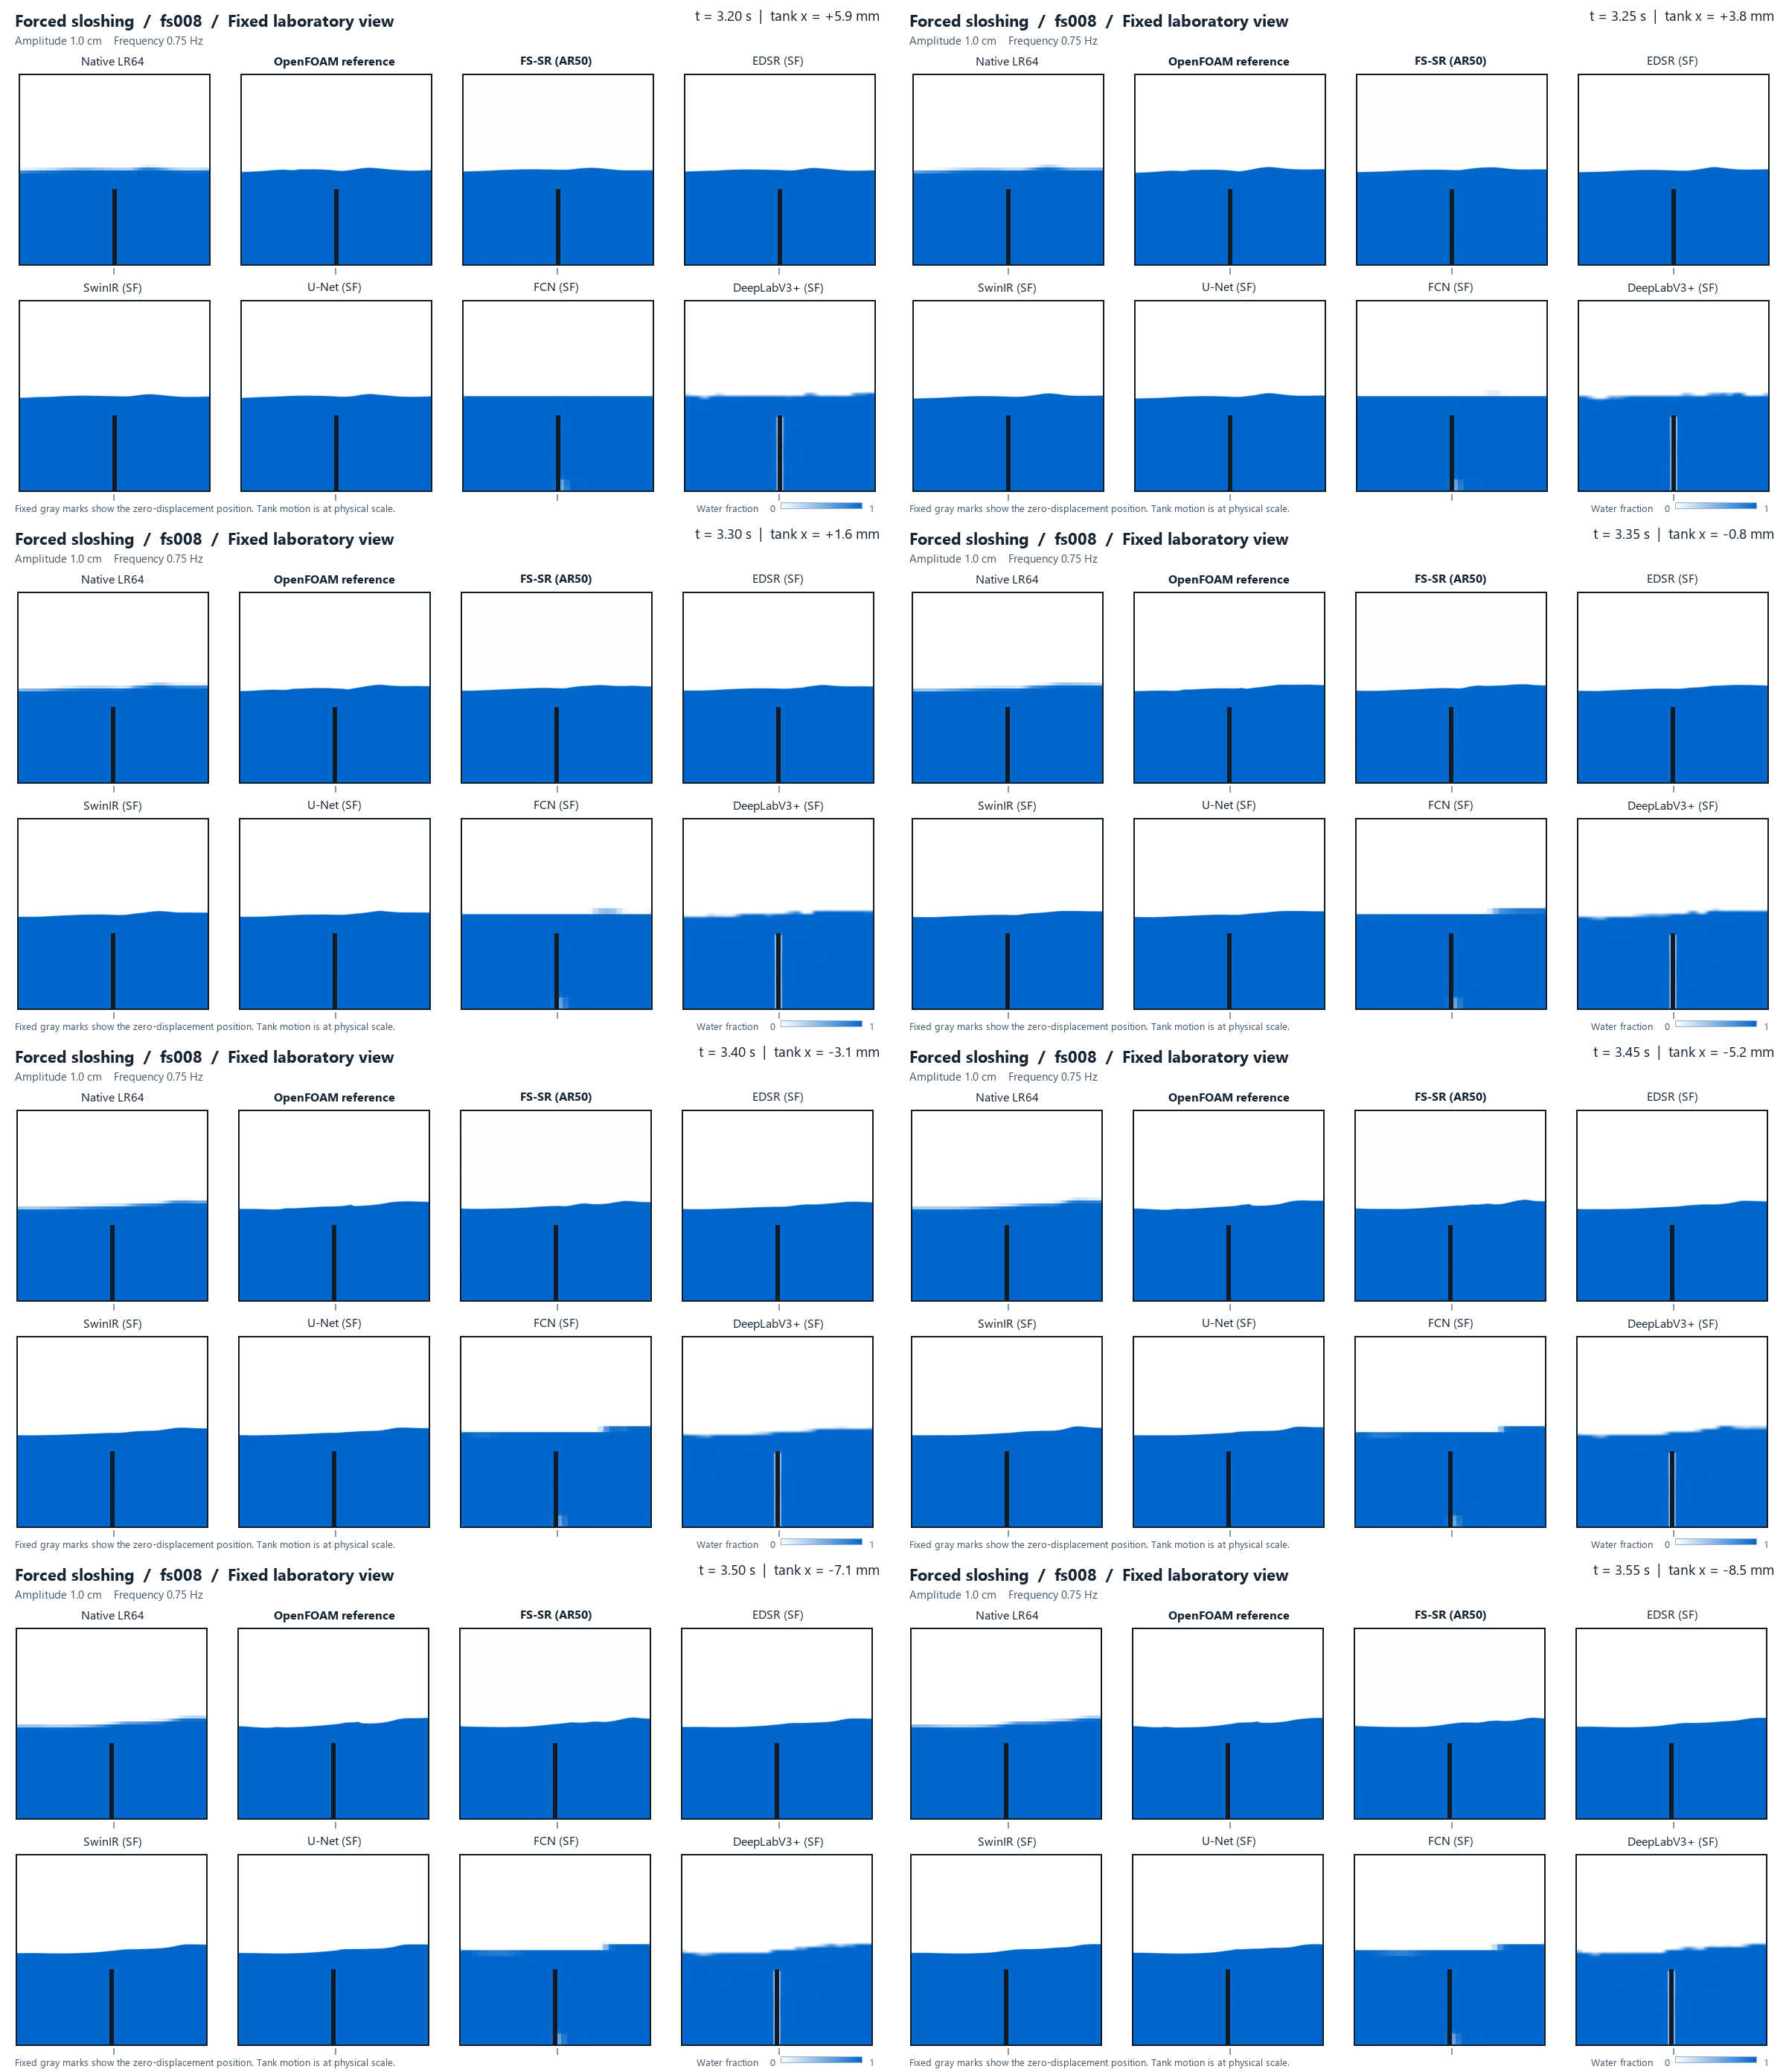 Forced sloshing / fs008 / Fixed laboratory view
t = 3.20 s | tank x = +5.9 mm
Amplitude 1.0 cm Frequency 0.75 Hz
Native LR64
OpenFOAM reference
FS-SR (AR50)
EDSR (SF)
SwinIR (SF)
U-Net (SF)
FCN (SF)
DeepLabV3+ (SF)
Fixed gray marks show the zero-displacement position. Tank motion is at physical scale.
Water fraction 0 1
Forced sloshing / fs008 / Fixed laboratory view
t = 3.25 s | tank x = +3.8 mm
Amplitude 1.0 cm Frequency 0.75 Hz
Native LR64
OpenFOAM reference
FS-SR (AR50)
EDSR (SF)
SwinIR (SF)
U-Net (SF)
FCN (SF)
DeepLabV3+ (SF)
Fixed gray marks show the zero-displacement position. Tank motion is at physical scale.
Water fraction 0 1
Forced sloshing / fs008 / Fixed laboratory view
t = 3.30 s | tank x = +1.6 mm
Amplitude 1.0 cm Frequency 0.75 Hz
Native LR64
OpenFOAM reference
FS-SR (AR50)
EDSR (SF)
SwinIR (SF)
U-Net (SF)
FCN (SF)
DeepLabV3+ (SF)
Fixed gray marks show the zero-displacement position. Tank motion is at physical scale.
Water fraction 0 1
Forced sloshing / fs008 / Fixed laboratory view
t = 3.35 s | tank x = -0.8 mm
Amplitude 1.0 cm Frequency 0.75 Hz
Native LR64
OpenFOAM reference
FS-SR (AR50)
EDSR (SF)
SwinIR (SF)
U-Net (SF)
FCN (SF)
DeepLabV3+ (SF)
Fixed gray marks show the zero-displacement position. Tank motion is at physical scale.
Water fraction 0 1
Forced sloshing / fs008 / Fixed laboratory view
t = 3.40 s | tank x = -3.1 mm
Amplitude 1.0 cm Frequency 0.75 Hz
Native LR64
OpenFOAM reference
FS-SR (AR50)
EDSR (SF)
SwinIR (SF)
U-Net (SF)
FCN (SF)
DeepLabV3+ (SF)
Fixed gray marks show the zero-displacement position. Tank motion is at physical scale.
Water fraction 0 1
Forced sloshing / fs008 / Fixed laboratory view
t = 3.45 s | tank x = -5.2 mm
Amplitude 1.0 cm Frequency 0.75 Hz
Native LR64
OpenFOAM reference
FS-SR (AR50)
EDSR (SF)
SwinIR (SF)
U-Net (SF)
FCN (SF)
DeepLabV3+ (SF)
Fixed gray marks show the zero-displacement position. Tank motion is at physical scale.
Water fraction 0 1
Forced sloshing / fs008 / Fixed laboratory view
t = 3.50 s | tank x = -7.1 mm
Amplitude 1.0 cm Frequency 0.75 Hz
Native LR64
OpenFOAM reference
FS-SR (AR50)
EDSR (SF)
SwinIR (SF)
U-Net (SF)
FCN (SF)
DeepLabV3+ (SF)
Fixed gray marks show the zero-displacement position. Tank motion is at physical scale.
Water fraction 0 1
Forced sloshing / fs008 / Fixed laboratory view
t = 3.55 s | tank x = -8.5 mm
Amplitude 1.0 cm Frequency 0.75 Hz
Native LR64
OpenFOAM reference
FS-SR (AR50)
EDSR (SF)
SwinIR (SF)
U-Net (SF)
FCN (SF)
DeepLabV3+ (SF)
Fixed gray marks show the zero-displacement position. Tank motion is at physical scale.
Water fraction 0 1